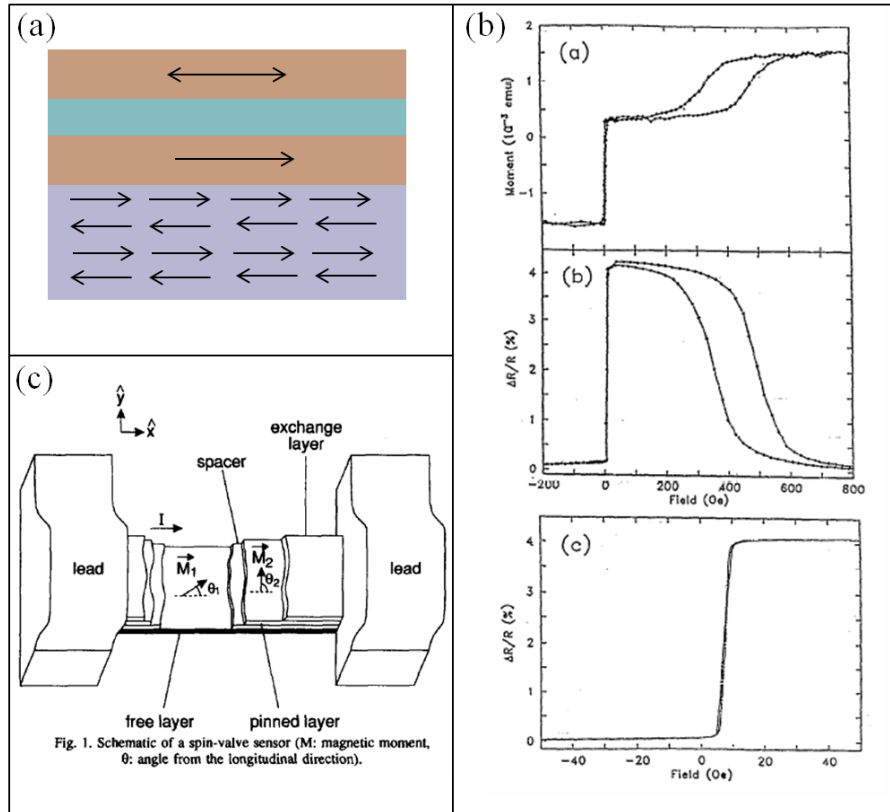 (a)
(b)
(a)
Moment (10⁻³ emu)
2
1
0
-1
(b)
ΔR/R (%)
4
3
2
1
0
-200
0
200
400
600
800
Field (Oe)
(c)
ΔR/R (%)
4
3
2
1
0
-40
-20
0
20
40
Field (Oe)
(c)
ŷ
x̂
exchange
layer
spacer
I
lead
M⃗₁
θ₁
M⃗₂
θ₂
lead
free layer
pinned layer
Fig. 1. Schematic of a spin-valve sensor (M: magnetic moment,
θ: angle from the longitudinal direction).